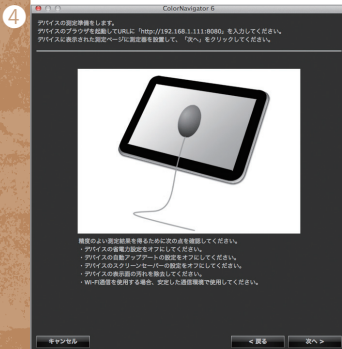 4
ColorNavigator 6
デバイスの測定準備をします。
デバイスのブラウザを起動してURLに「http://192.168.1.111:8080」を入力してください。
デバイスに表示された測定ページに測定器を設置して、「次へ」をクリックしてください。
精度のよい測定結果を得るために次の点を確認してください。
・デバイスの省電力設定をオフにしてください。
・デバイスの自動アップデートの設定をオフにしてください。
・デバイスのスクリーンセーバーの設定をオフにしてください。
・デバイスの表示面の汚れを除去してください。
・Wi-Fi通信を使用する場合、安定した通信環境で使用してください。
キャンセル
< 戻る
次へ >